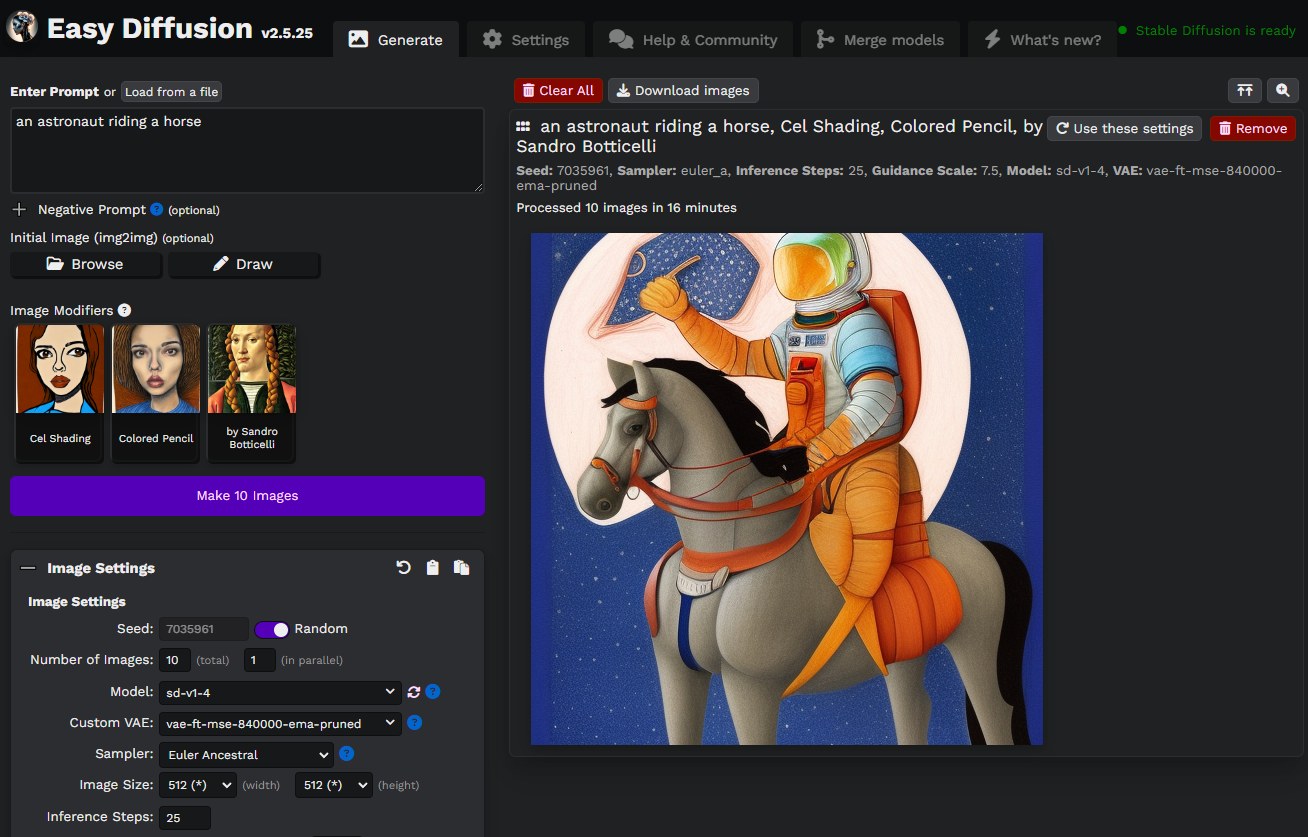 Easy Diffusion v2.5.25
Generate
Settings
Help & Community
Merge models
What's new?
Stable Diffusion is ready
Enter Prompt or Load from a file
an astronaut riding a horse
Negative Prompt ? (optional)
Initial Image (img2img) (optional)
Browse
Draw
Image Modifiers ?
Cel Shading
Colored Pencil
by Sandro
Botticelli
Make 10 Images
Image Settings
Image Settings
Seed: 7035961 Random
Number of Images: 10 (total) 1 (in parallel)
Model: sd-v1-4 ?
Custom VAE: vae-ft-mse-840000-ema-pruned ?
Sampler: Euler Ancestral ?
Image Size: 512 (*) (width) 512 (*) (height)
Inference Steps: 25
Clear All
Download images
an astronaut riding a horse, Cel Shading, Colored Pencil, by
Sandro Botticelli
Use these settings
Remove
Seed: 7035961, Sampler: euler_a, Inference Steps: 25, Guidance Scale: 7.5, Model: sd-v1-4, VAE: vae-ft-mse-840000-
ema-pruned
Processed 10 images in 16 minutes